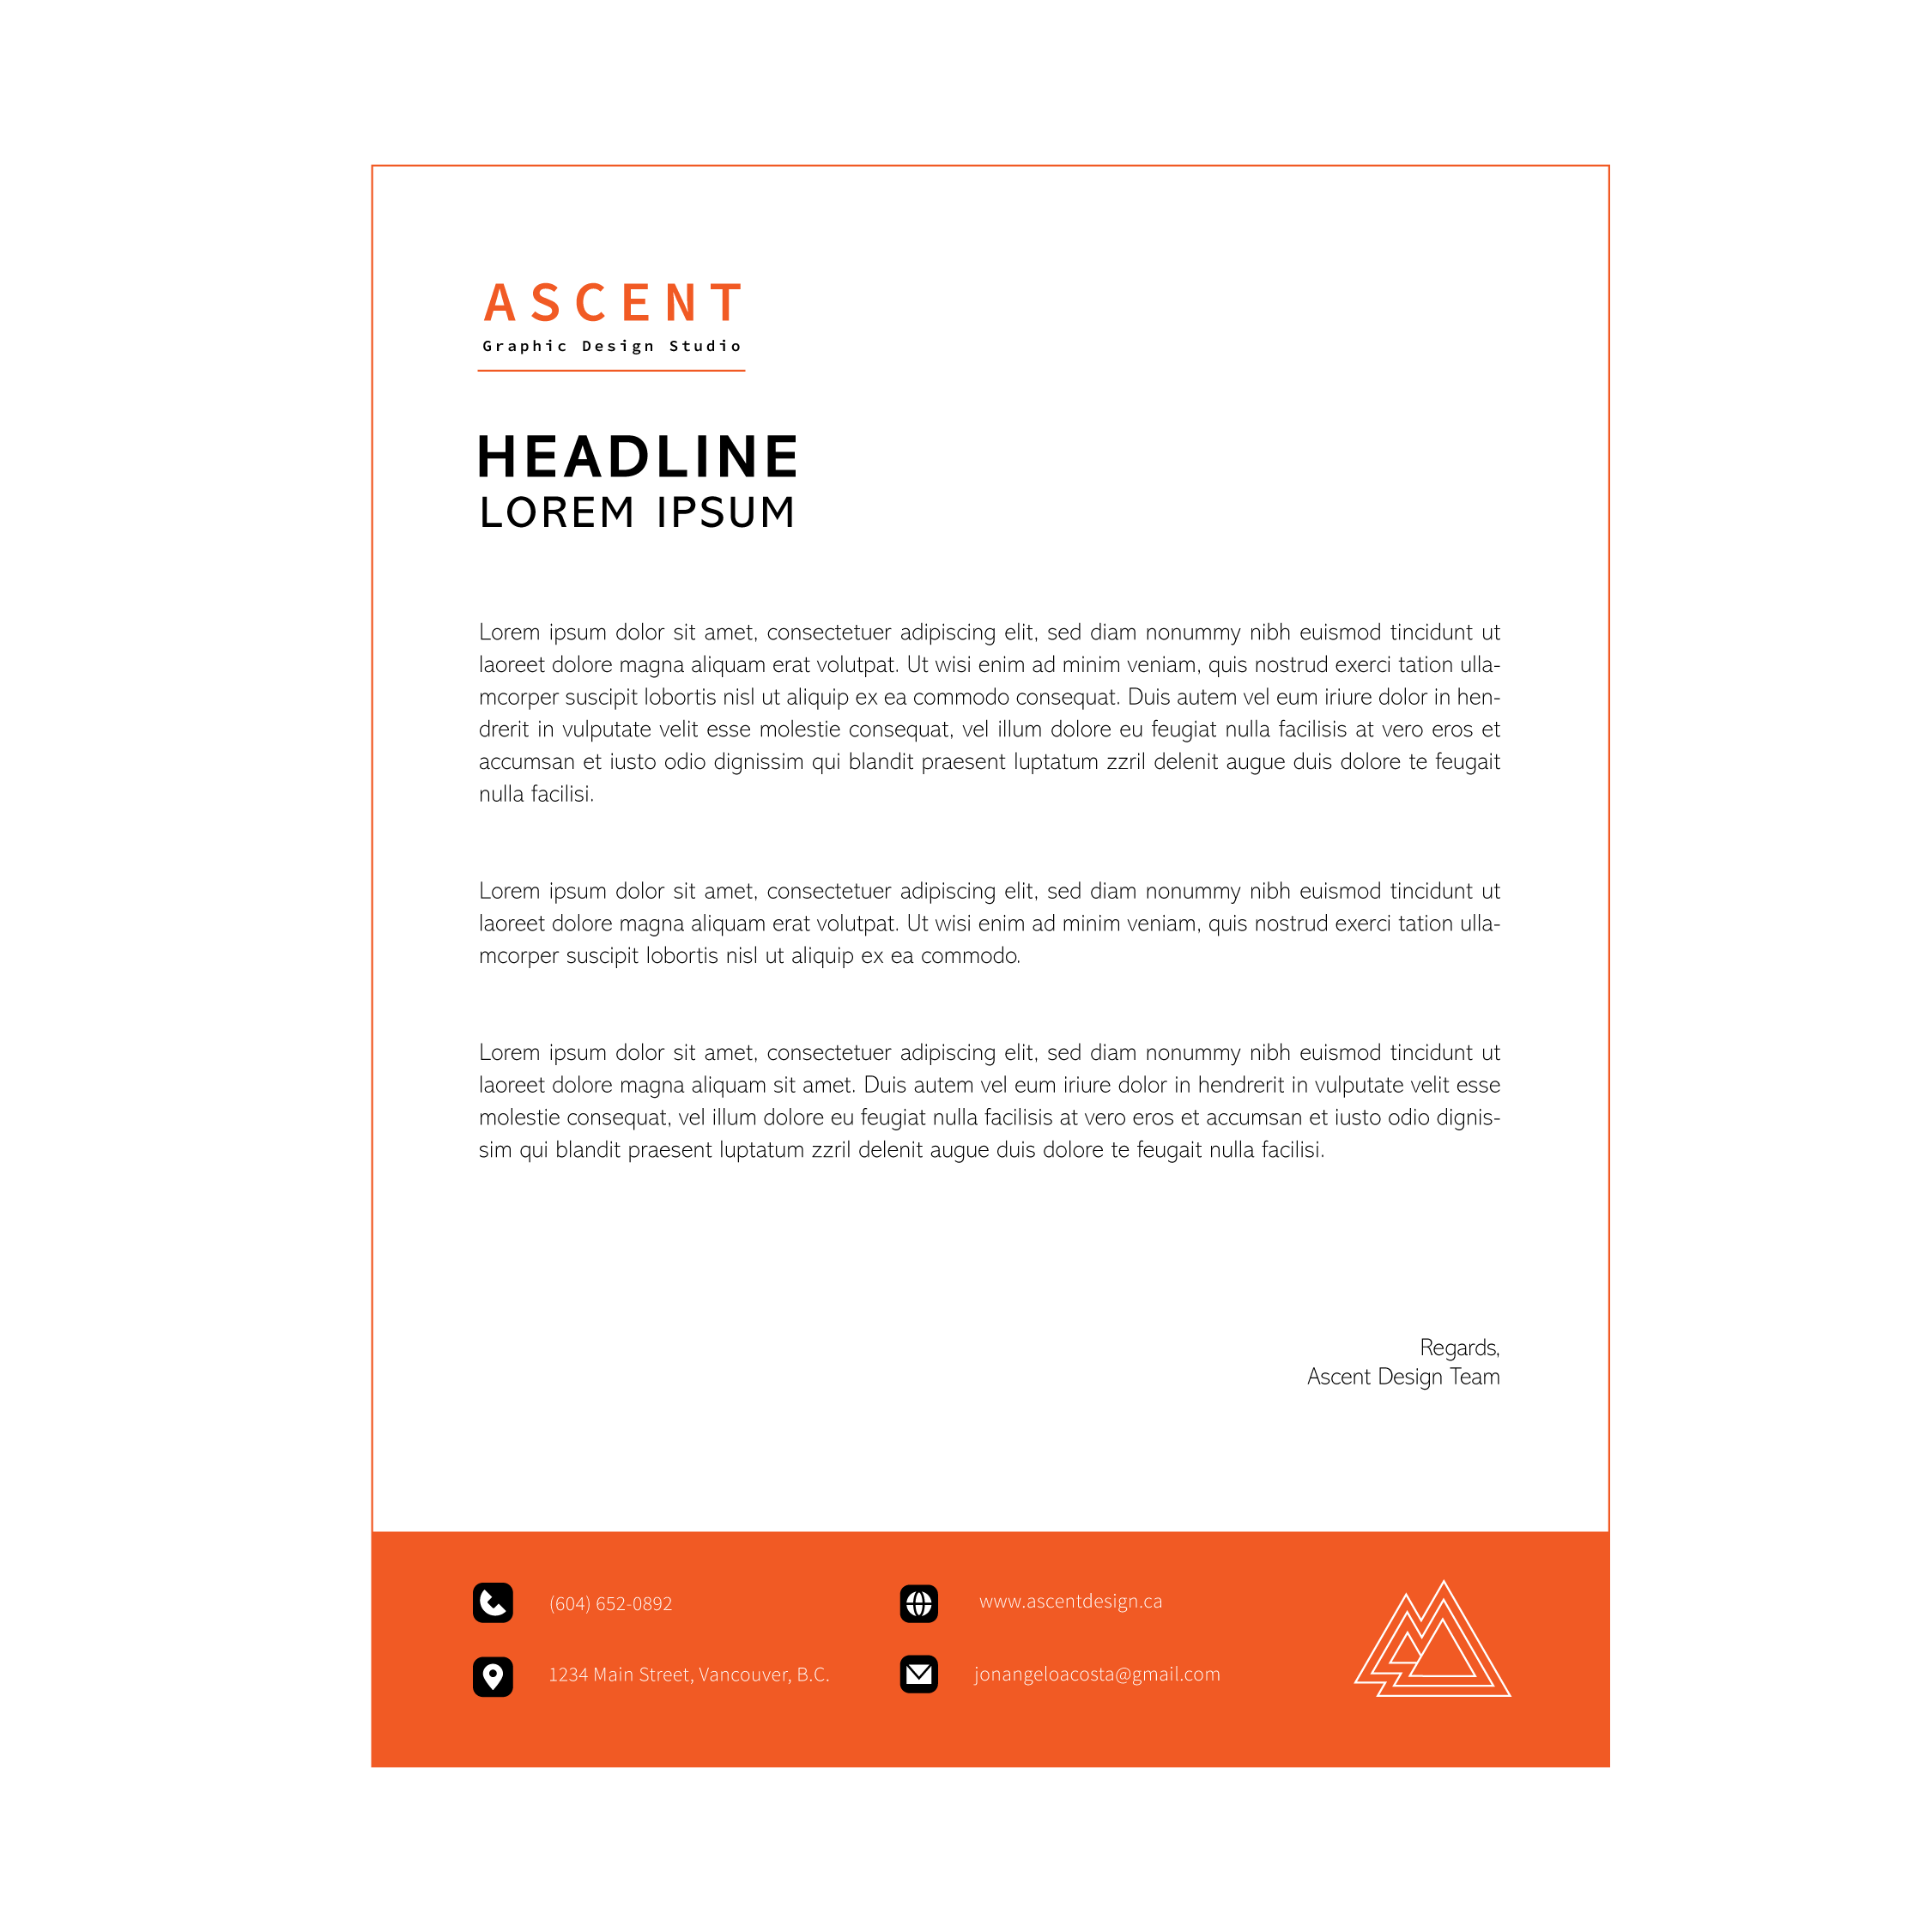 ASCENT
Graphic Design Studio
HEADLINE
LOREM IPSUM
Lorem ipsum dolor sit amet, consectetuer adipiscing elit, sed diam nonummy nibh euismod tincidunt ut
laoreet dolore magna aliquam erat volutpat. Ut wisi enim ad minim veniam, quis nostrud exerci tation ulla-
mcorper suscipit lobortis nisl ut aliquip ex ea commodo consequat. Duis autem vel eum iriure dolor in hen-
drerit in vulputate velit esse molestie consequat, vel illum dolore eu feugiat nulla facilisis at vero eros et
accumsan et iusto odio dignissim qui blandit praesent luptatum zzril delenit augue duis dolore te feugait
nulla facilisi.
Lorem ipsum dolor sit amet, consectetuer adipiscing elit, sed diam nonummy nibh euismod tincidunt ut
laoreet dolore magna aliquam erat volutpat. Ut wisi enim ad minim veniam, quis nostrud exerci tation ulla-
mcorper suscipit lobortis nisl ut aliquip ex ea commodo.
Lorem ipsum dolor sit amet, consectetuer adipiscing elit, sed diam nonummy nibh euismod tincidunt ut
laoreet dolore magna aliquam sit amet. Duis autem vel eum iriure dolor in hendrerit in vulputate velit esse
molestie consequat, vel illum dolore eu feugiat nulla facilisis at vero eros et accumsan et iusto odio dignis-
sim qui blandit praesent luptatum zzril delenit augue duis dolore te feugait nulla facilisi.
Regards,
Ascent Design Team
(604) 652-0892
www.ascentdesign.ca
1234 Main Street, Vancouver, B.C.
jonangeloacosta@gmail.com